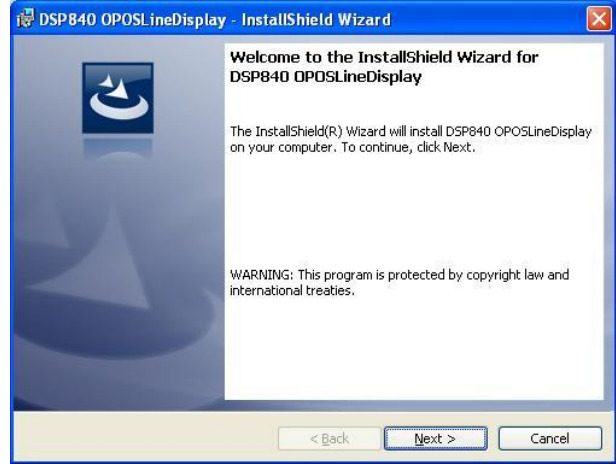 DSP840 OPOSLineDisplay - InstallShield Wizard
Welcome to the InstallShield Wizard for
DSP840 OPOSLineDisplay
The InstallShield(R) Wizard will install DSP840 OPOSLineDisplay
on your computer. To continue, click Next.
WARNING: This program is protected by copyright law and
international treaties.
< Back Next > Cancel